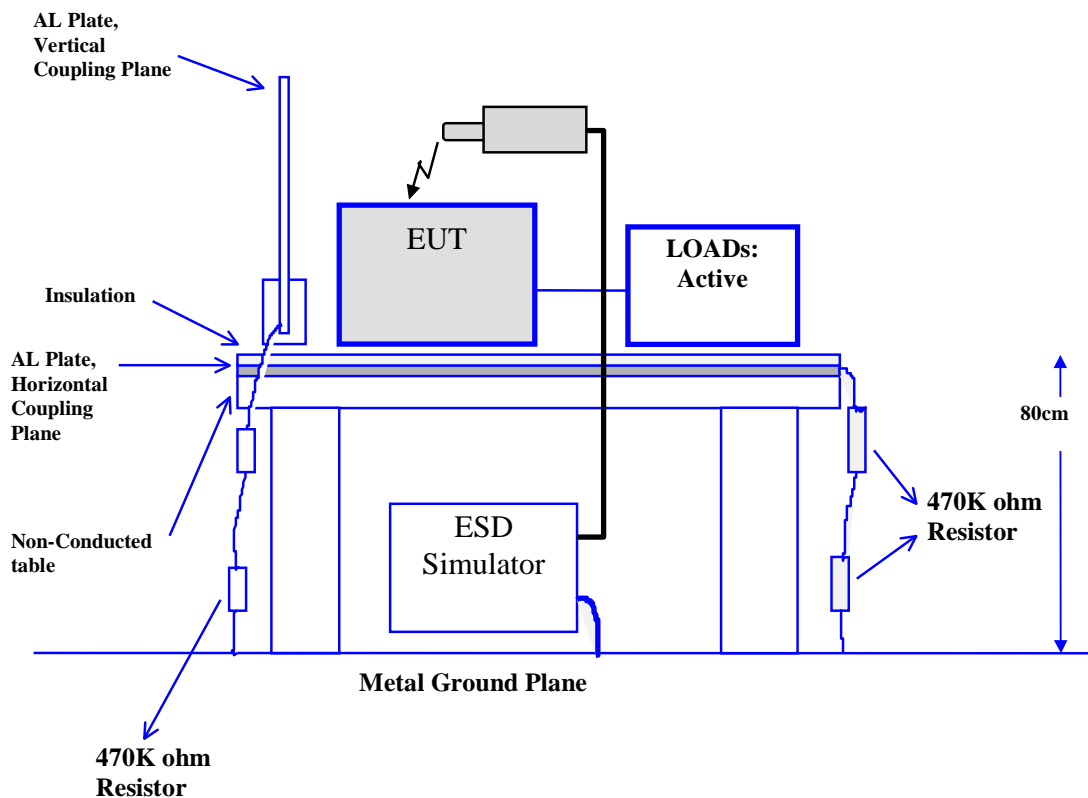 AL Plate,
Vertical
Coupling Plane
EUT
LOADs:
Active
Insulation
AL Plate,
Horizontal
Coupling
Plane
80cm
470K ohm
Resistor
ESD
Simulator
Non-Conducted
table
Metal Ground Plane
470K ohm
Resistor